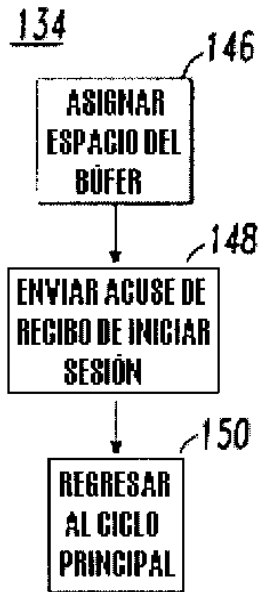 134
146
ASIGNAR
ESPACIO DEL
BÚFER
148
ENVIAR ACUSE DE
RECIBO DE INICIAR
SESIÓN
150
REGRESAR
AL CICLO
PRINCIPAL